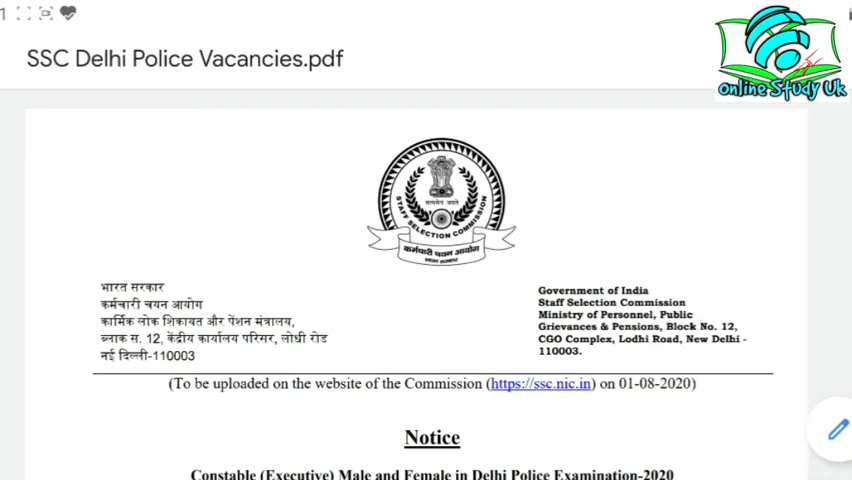 1
SSC Delhi Police Vacancies.pdf
online Study Uk
सत्यमेव जयते
STAFF SELECTION COMMISSION
कर्मचारी चयन आयोग
भारत सरकार
भारत सरकार
कर्मचारी चयन आयोग
कार्मिक लोक शिकायत और पेंशन मंत्रालय,
ब्लाक स. 12, केंद्रीय कार्यालय परिसर, लोधी रोड
नई दिल्ली-110003
Government of India
Staff Selection Commission
Ministry of Personnel, Public
Grievances & Pensions, Block No. 12,
CGO Complex, Lodhi Road, New Delhi -
110003.
(To be uploaded on the website of the Commission (https://ssc.nic.in) on 01-08-2020)
Notice
Constable (Executive) Male and Female in Delhi Police Examination-2020